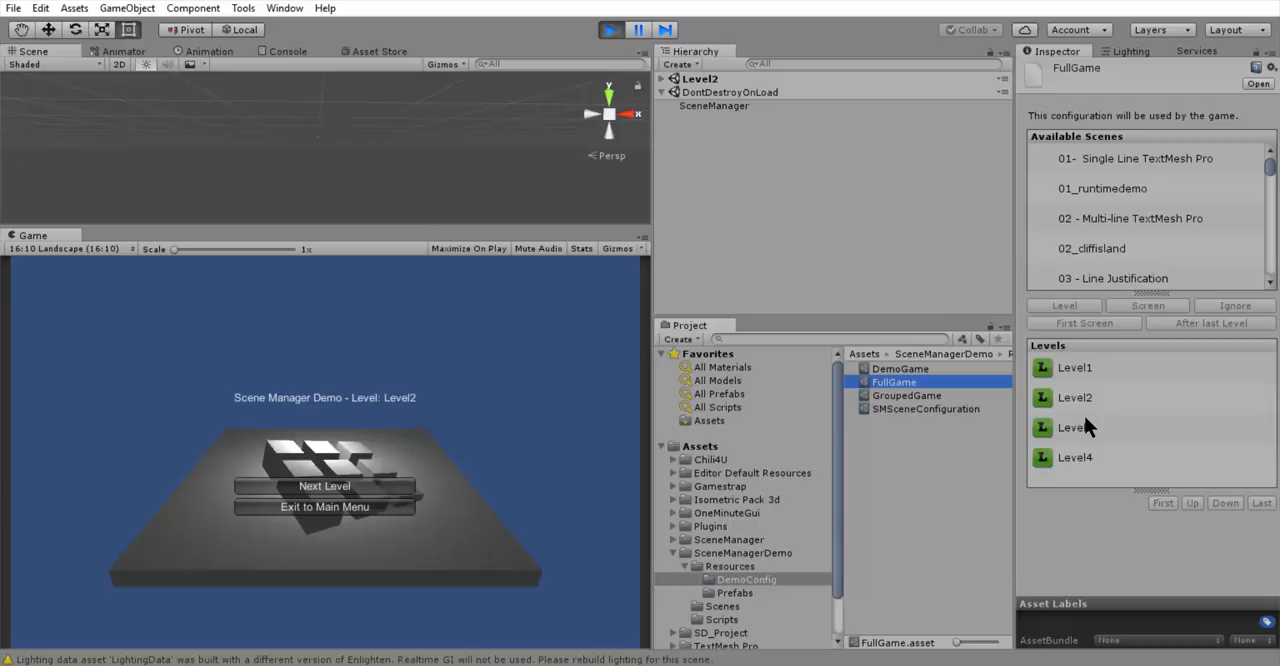 File Edit Assets GameObject Component Tools Window Help
Pivot Local Collab Account Layers Layout
Scene Animator Animation Console Asset Store
Shaded 2D Gizmos All
y
x
Persp
Game
16:10 Landscape (16:10) Scale 1x Maximize On Play Mute Audio Stats Gizmos
Scene Manager Demo - Level: Level2
Next Level
Exit to Main Menu
Hierarchy
Create All
Level2
DontDestroyOnLoad
SceneManager
Project
Create
Favorites
All Materials
All Models
All Prefabs
All Scripts
Assets
Assets
Chili4U
Editor Default Resources
Gamestrap
Isometric Pack 3d
OneMinuteGui
Plugins
SceneManager
SceneManagerDemo
Resources
DemoConfig
Prefabs
Scenes
Scripts
SD_Project
TextMesh Pro
Assets SceneManagerDemo
DemoGame
FullGame
GroupedGame
SMSceneConfiguration
FullGame.asset
Inspector Lighting Services
FullGame
Open
This configuration will be used by the game.
Available Scenes
01- Single Line TextMesh Pro
01_runtimedemo
02 - Multi-line TextMesh Pro
02_cliffisland
03 - Line Justification
Level Screen Ignore
First Screen After last Level
Levels
L Level1
L Level2
L
L Level4
First Up Down Last
Asset Labels
AssetBundle None None
Lighting data asset 'LightingData' was built with a different version of Enlighten. Realtime GI will not be used. Please rebuild lighting for this scene.